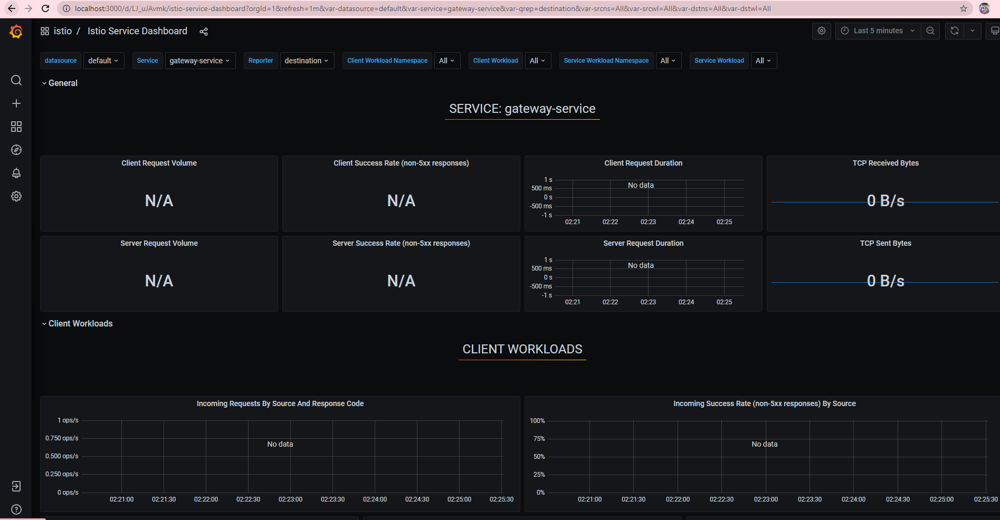 localhost:3000/d/LJ_uJAvmk/istio-service-dashboard?orgId=1&refresh=1m&var-datasource=default&var-service=gateway-service&var-qrep=destination&var-srcns=All&var-srcwl=All&var-dstns=All&var-dstwl=All
istio / Istio Service Dashboard
Last 5 minutes
datasource default Service gateway-service Reporter destination Client Workload Namespace All Client Workload All Service Workload Namespace All Service Workload All
General
SERVICE: gateway-service
Client Request Volume
N/A
Client Success Rate (non-5xx responses)
N/A
Client Request Duration
1 s
500 ms
0 s
-500 ms
-1 s
No data
02:21 02:22 02:23 02:24 02:25
TCP Received Bytes
0 B/s
Server Request Volume
N/A
Server Success Rate (non-5xx responses)
N/A
Server Request Duration
1 s
500 ms
0 s
-500 ms
-1 s
No data
02:21 02:22 02:23 02:24 02:25
TCP Sent Bytes
0 B/s
Client Workloads
CLIENT WORKLOADS
Incoming Requests By Source And Response Code
1 ops/s
0.750 ops/s
0.500 ops/s
0.250 ops/s
0 ops/s
No data
02:21:00 02:21:30 02:22:00 02:22:30 02:23:00 02:23:30 02:24:00 02:24:30 02:25:00 02:25:30
Incoming Success Rate (non-5xx responses) By Source
100%
75%
50%
25%
0%
No data
02:21:00 02:21:30 02:22:00 02:22:30 02:23:00 02:23:30 02:24:00 02:24:30 02:25:00 02:25:30